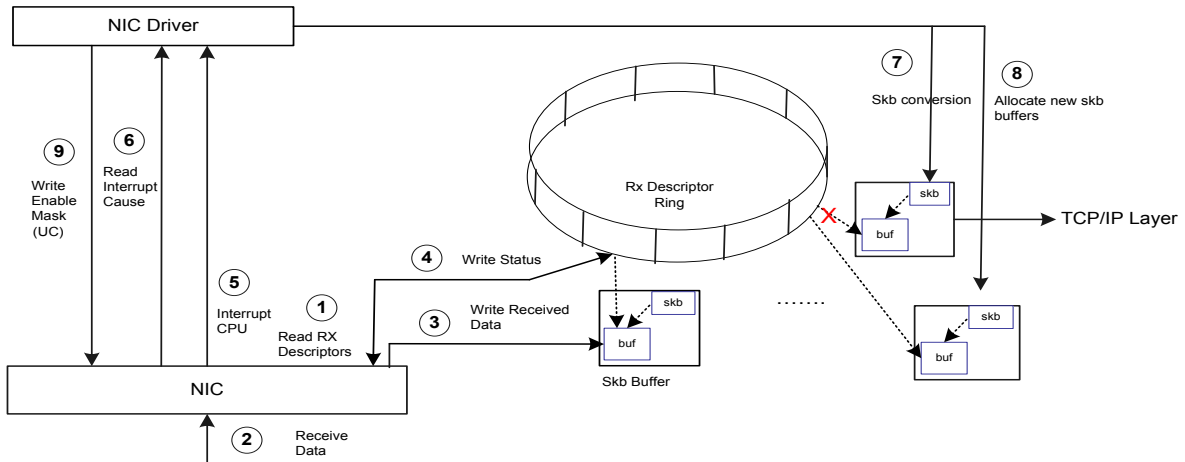 NIC Driver
7
Skb conversion
8
Allocate new skb
buffers
9
Write
Enable
Mask
(UC)
6
Read
Interrupt
Cause
Rx Descriptor
Ring
X
skb
buf
TCP/IP Layer
4
Write Status
5
Interrupt
CPU
1
Read RX
Descriptors
3
Write Received
Data
skb
buf
Skb Buffer
......
skb
buf
NIC
2
Receive
Data